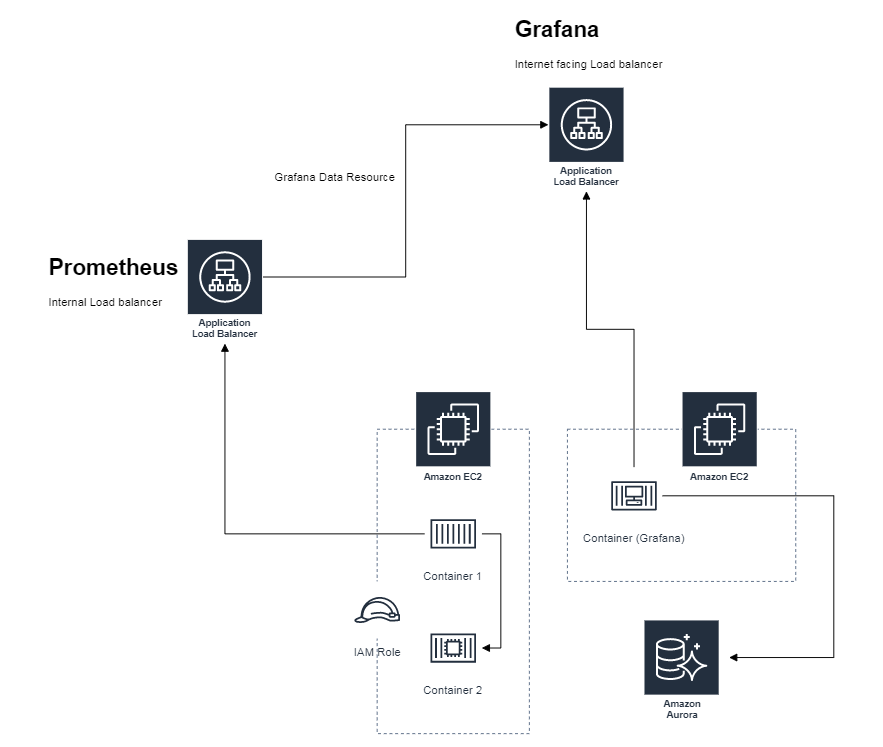 Grafana
Internet facing Load balancer
Application
Load Balancer
Grafana Data Resource
Prometheus
Internal Load balancer
Application
Load Balancer
Amazon EC2
Amazon EC2
Container 1
Container (Grafana)
IAM Role
Container 2
Amazon
Aurora